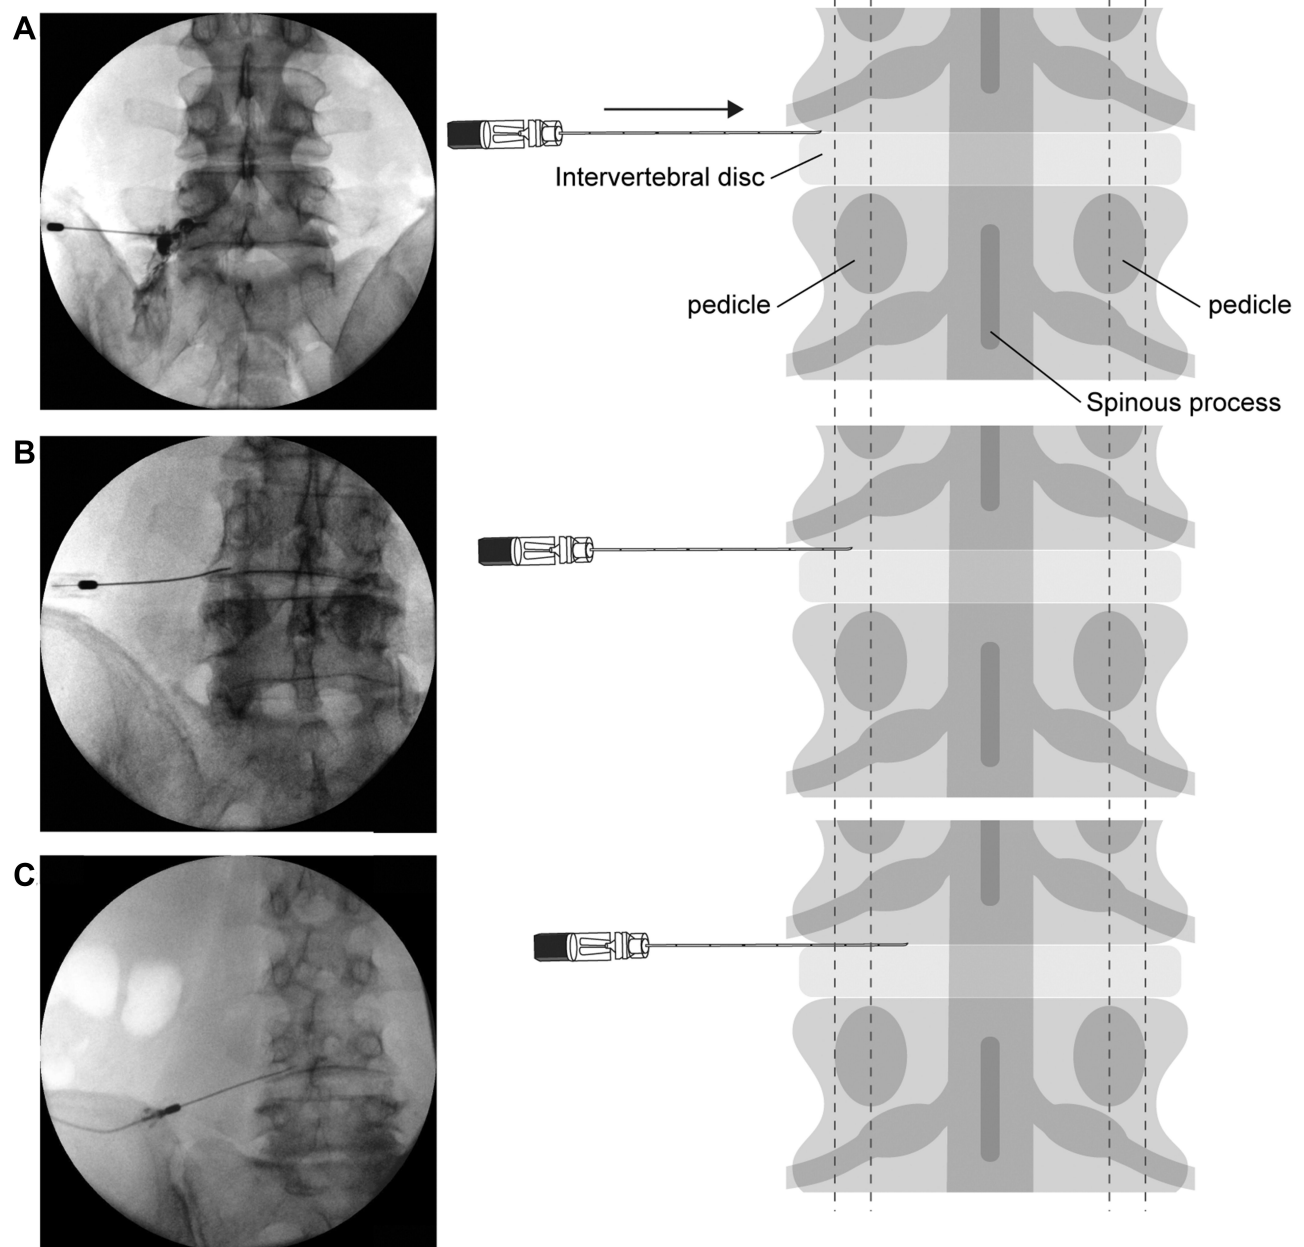 A
Intervertebral disc
pedicle
pedicle
Spinous process
B
C